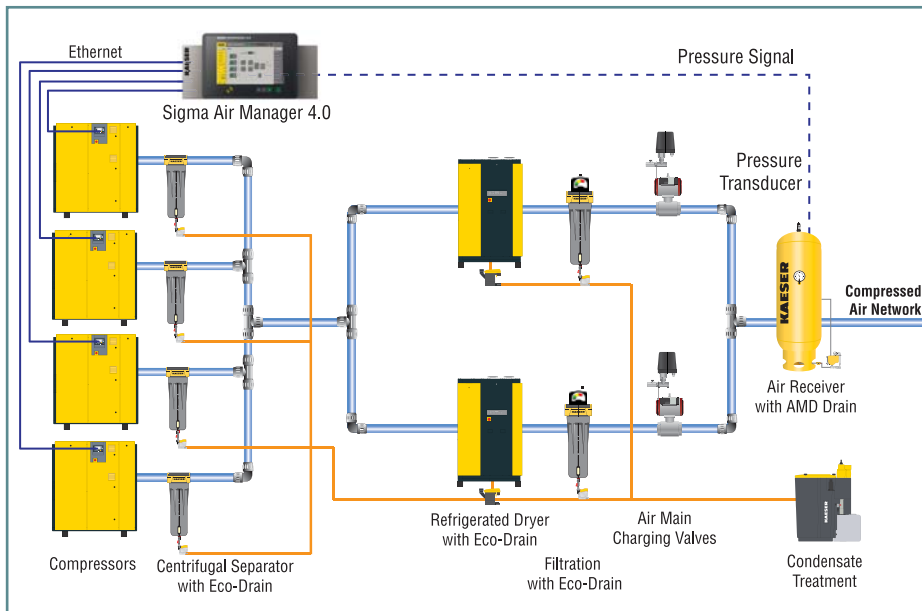 Ethernet
KAESER
Sigma Air Manager 4.0
Pressure Signal
Pressure
Transducer
KAESER
Compressed
Air Network
Air Receiver
with AMD Drain
Refrigerated Dryer
with Eco-Drain
Air Main
Charging Valves
KAESER
Condensate
Treatment
Compressors
Centrifugal Separator
with Eco-Drain
Filtration
with Eco-Drain